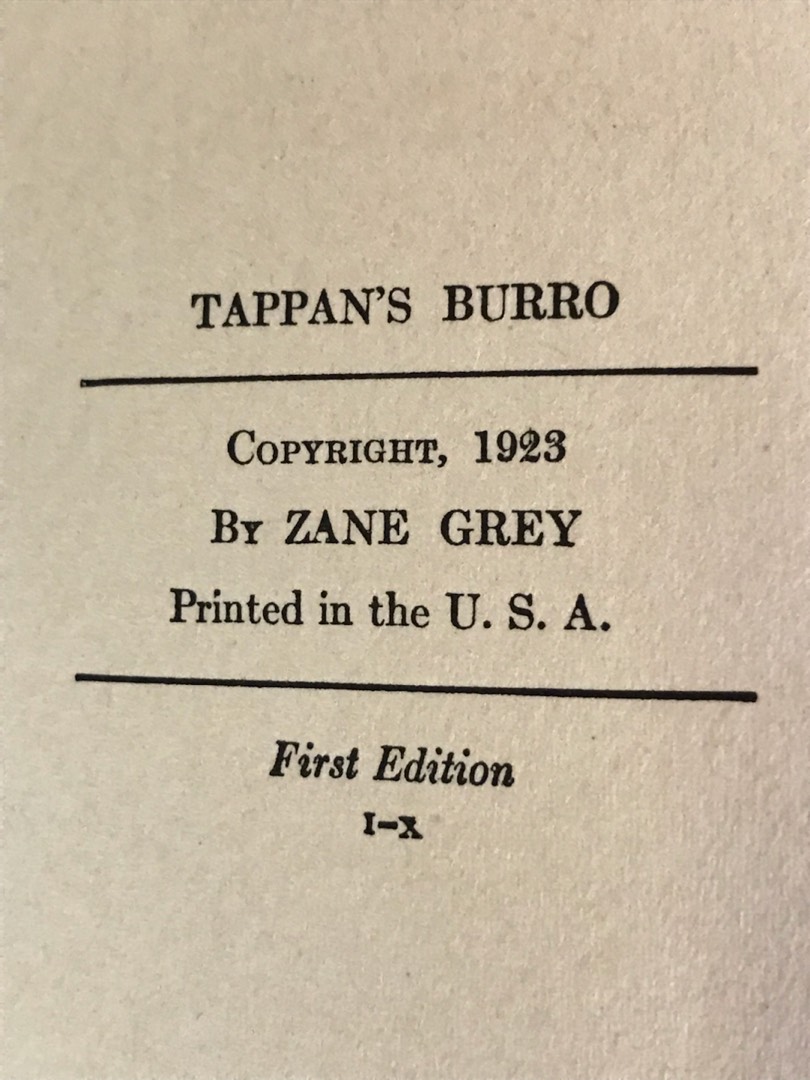 TAPPAN'S BURRO
COPYRIGHT, 1923
BY ZANE GREY
Printed in the U. S. A.
First Edition
I-X